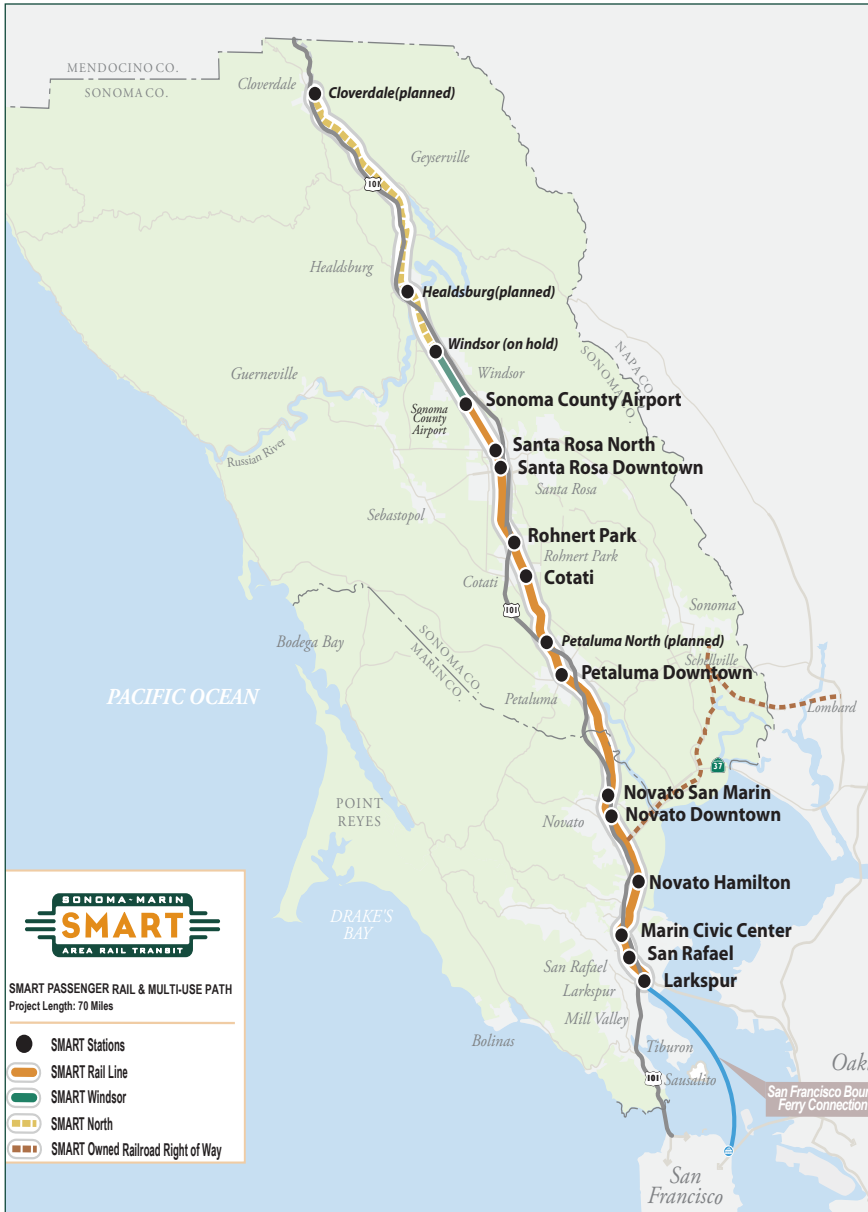 MENDOCINO CO.
SONOMA CO.
Cloverdale
Cloverdale(planned)
Geyserville
101
Healdsburg
Healdsburg(planned)
Windsor (on hold)
NAPA CO.
SONOMA CO.
Windsor
Guerneville
Sonoma County Airport
Sonoma
County
Airport
Santa Rosa North
Russian River
Santa Rosa Downtown
Santa Rosa
Sebastopol
Rohnert Park
Rohnert Park
Cotati
Cotati
101
Sonoma
Bodega Bay
SONOMA CO.
MARIN CO.
Petaluma North (planned)
Schellville
Petaluma Downtown
PACIFIC OCEAN
Petaluma
Lombard
37
Novato San Marin
POINT
REYES
Novato
Novato Downtown
Novato Hamilton
DRAKE'S
BAY
Marin Civic Center
San Rafael
San Rafael
Larkspur
Larkspur
Mill Valley
Bolinas
Tiburon
Oak
101
Sausalito
San Francisco Boun
Ferry Connection
San
Francisco
SONOMA-MARIN
SMART
AREA RAIL TRANSIT
SMART PASSENGER RAIL & MULTI-USE PATH
Project Length: 70 Miles
SMART Stations
SMART Rail Line
SMART Windsor
SMART North
SMART Owned Railroad Right of Way